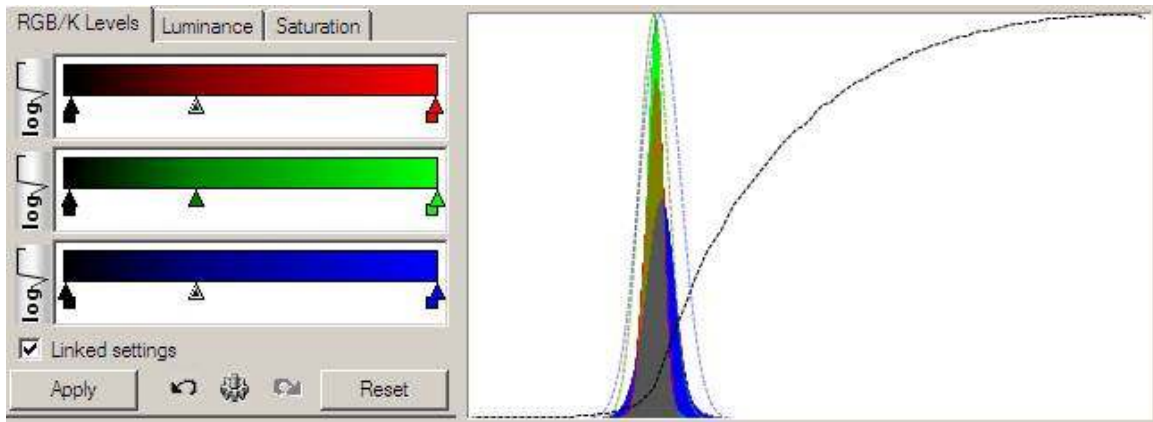 RGB/K Levels Luminance Saturation
log
log
log
Linked settings
Apply Reset